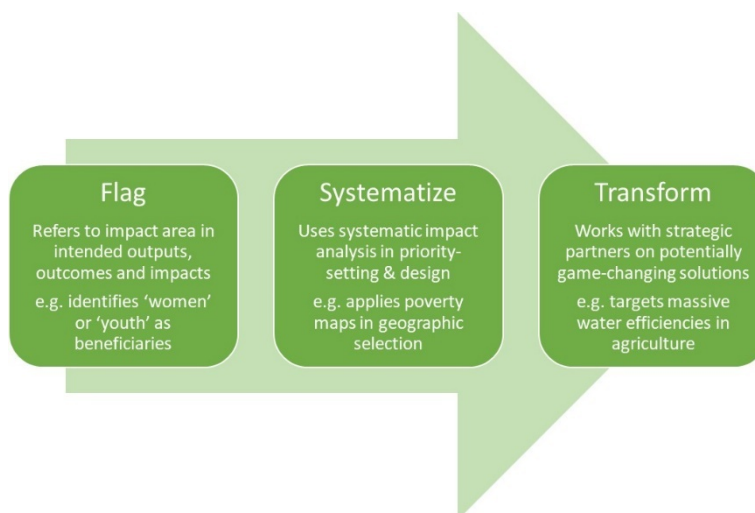 Flag
Refers to impact area in
intended outputs,
outcomes and impacts
e.g. identifies ‘women’
or ‘youth’ as
beneficiaries
Systematize
Uses systematic impact
analysis in priority-
setting & design
e.g. applies poverty
maps in geographic
selection
Transform
Works with strategic
partners on potentially
game-changing solutions
e.g. targets massive
water efficiencies in
agriculture